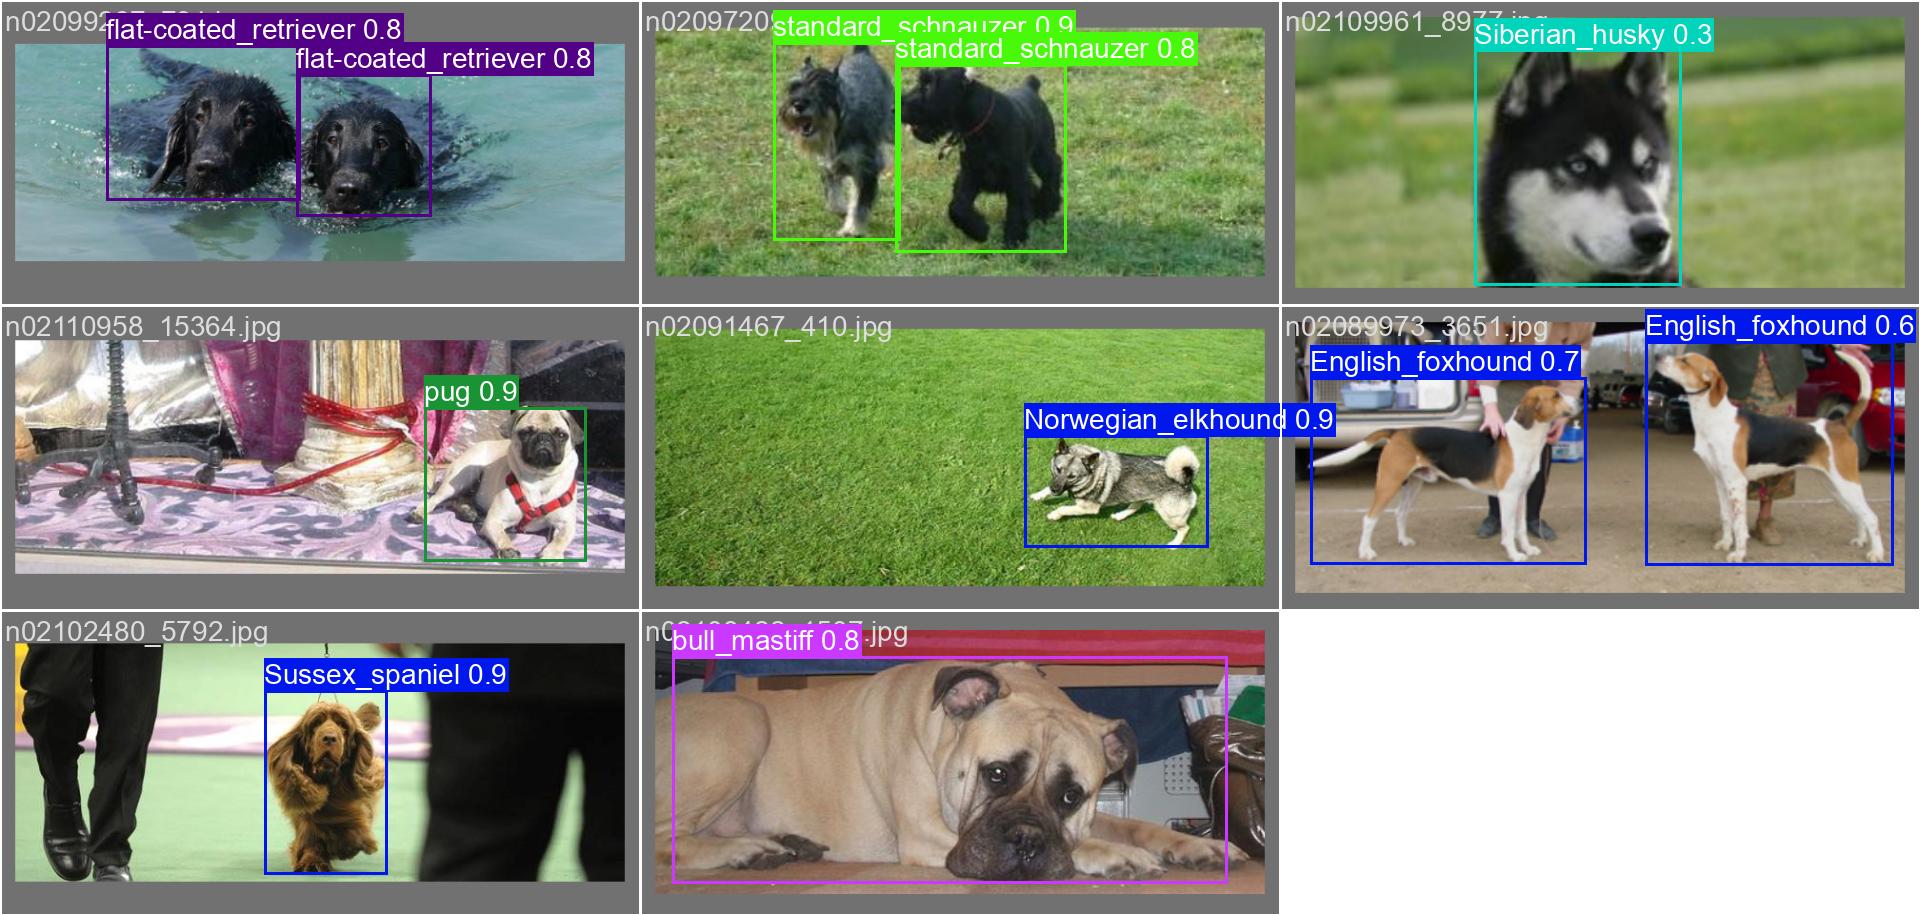 flat-coated_retriever 0.8
flat-coated_retriever 0.8
standard_schnauzer 0.9
standard_schnauzer 0.8
n02109961_8977.jpg
Siberian_husky 0.3
n02110958_15364.jpg
pug 0.9
n02091467_410.jpg
Norwegian_elkhound 0.9
n02089973_3651.jpg
English_foxhound 0.6
English_foxhound 0.7
n02102480_5792.jpg
Sussex_spaniel 0.9
bull_mastiff 0.8